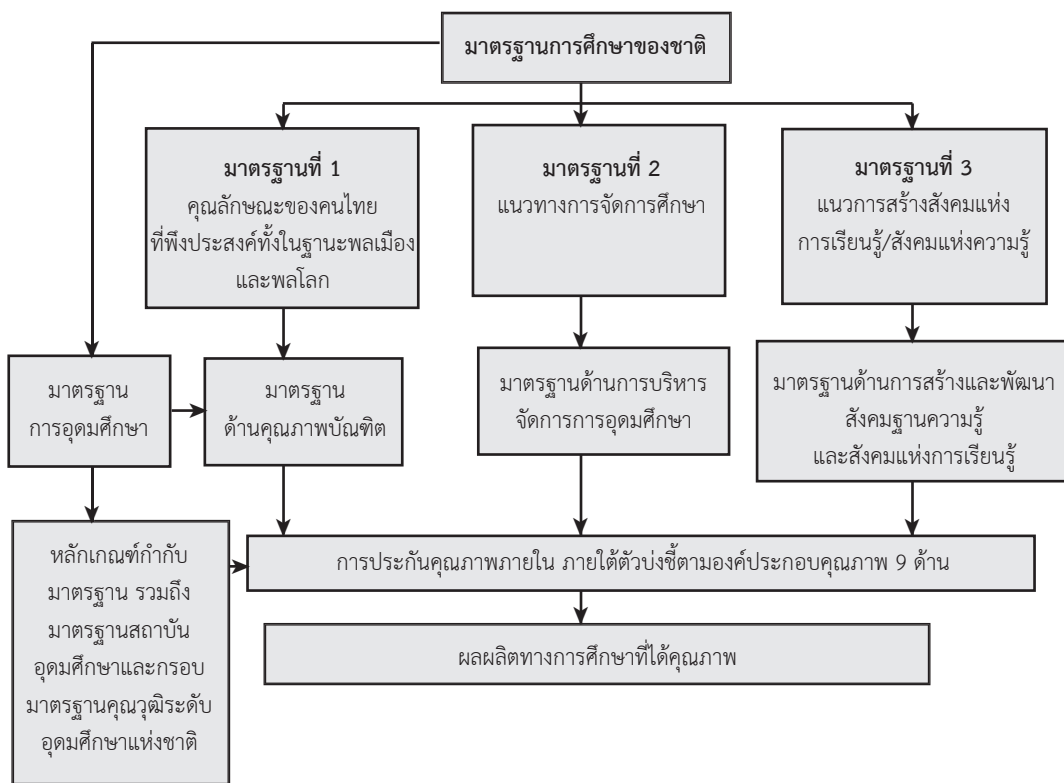 มาตรฐานการศึกษาของชาติ
มาตรฐานที่ 1
คุณลักษณะของคนไทย
ที่พึงประสงค์ทั้งในฐานะพลเมือง
และพลโลก
มาตรฐานที่ 2
แนวทางการจัดการศึกษา
มาตรฐานที่ 3
แนวการสร้างสังคมแห่ง
การเรียนรู้/สังคมแห่งความรู้
มาตรฐาน
การอุดมศึกษา
มาตรฐาน
ด้านคุณภาพบัณฑิต
มาตรฐานด้านการบริหาร
จัดการการอุดมศึกษา
มาตรฐานด้านการสร้างและพัฒนา
สังคมฐานความรู้
และสังคมแห่งการเรียนรู้
หลักเกณฑ์กำกับ
มาตรฐาน รวมถึง
มาตรฐานสถาบัน
อุดมศึกษาและกรอบ
มาตรฐานคุณวุฒิระดับ
อุดมศึกษาแห่งชาติ
การประกันคุณภาพภายใน ภายใต้ตัวบ่งชี้ตามองค์ประกอบคุณภาพ 9 ด้าน
ผลผลิตทางการศึกษาที่ได้คุณภาพ